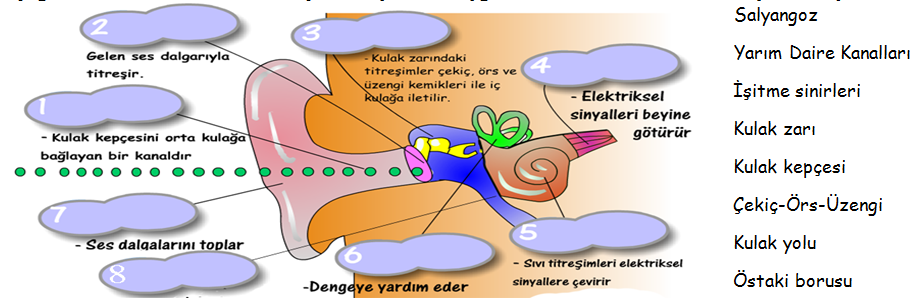 2
Gelen ses dalgarıyla
titreşir.
3
- Kulak zarındaki
titreşimler çekiç, örs ve
üzengi kemikleri ile iç
kulağa iletilir.
4
- Elektriksel
sinyalleri beyine
götürür
1
- Kulak kepçesini orta kulağa
bağlayan bir kanaldır
7
- Ses dalgalarını toplar
8
6
-Dengeye yardım eder
5
- Sıvı titreşimleri elektriksel
sinyallere çevirir
Salyangoz
Yarım Daire Kanalları
İşitme sinirleri
Kulak zarı
Kulak kepçesi
Çekiç-Örs-Üzengi
Kulak yolu
Östaki borusu